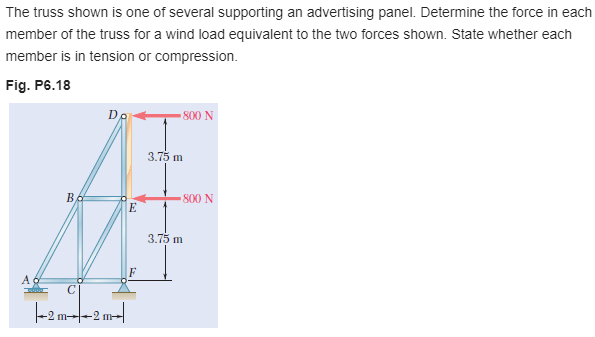 The truss shown is one of several supporting an advertising panel. Determine the force in each
member of the truss for a wind load equivalent to the two forces shown. State whether each
member is in tension or compression.
Fig. P6.18
D
800 N
3.75 m
B
800 N
E
3.75 m
F
A
C
2 m
2 m